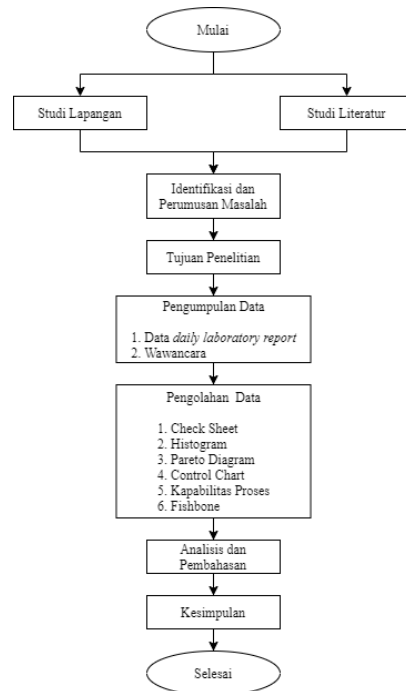 Mulai
Studi Lapangan
Studi Literatur
Identifikasi dan
Perumusan Masalah
Tujuan Penelitian
Pengumpulan Data
1. Data daily laboratory report
2. Wawancara
Pengolahan Data
1. Check Sheet
2. Histogram
3. Pareto Diagram
4. Control Chart
5. Kapabilitas Proses
6. Fishbone
Analisis dan
Pembahasan
Kesimpulan
Selesai